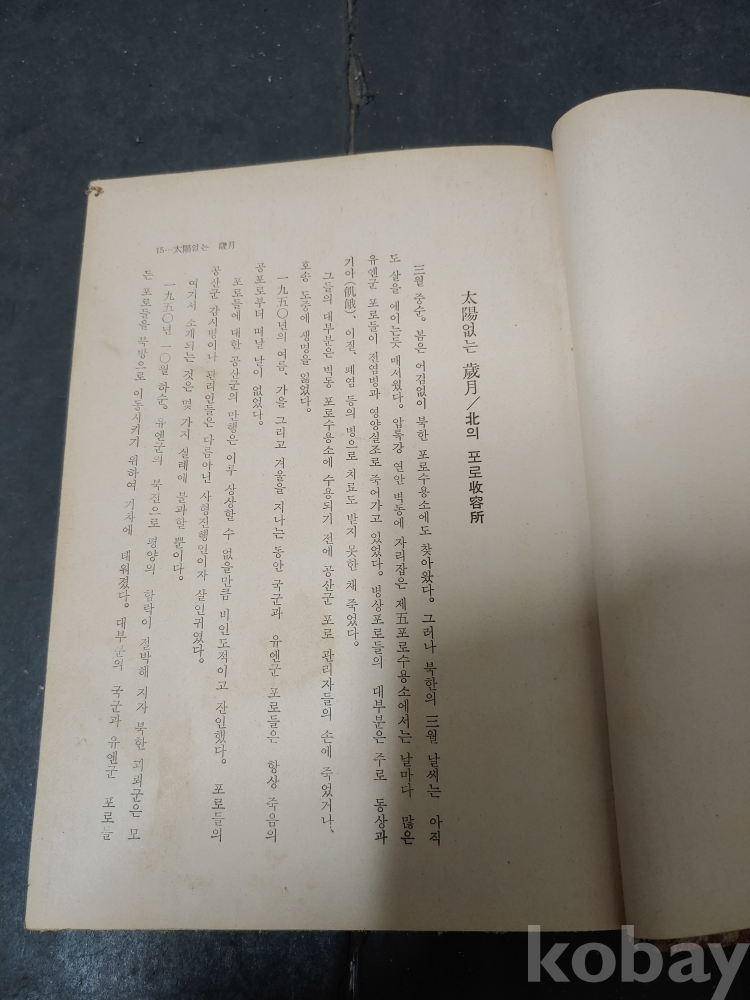 15…太陽없는 歲月
太陽없는 歲月/北의 포로收容所
三월 중순。 봄은 어김없이 북한 포로수용소에도 찾아왔다。 그러나 북한의 三월 날씨는 아직
도 살을 에이는듯 매서웠다。 압록강 연안 벽동에 자리잡은 제五포로수용소에서는 날마다 많은
유엔군 포로들이 전염병과 영양실조로 죽어가고 있었다。 병상포로들의 대부분은 주로 동상과
기아(飢餓)、 이질、 폐염 등의 병으로 치료도 받지 못한 채 죽었다。
그들의 대부분은 벽동 포로수용소에 수용되기 전에 공산군 포로 관리자들의 손에 죽었거나、
호송 도중에 생명을 잃었다。
一九五〇년의 여름、 가을 그리고 겨울을 지나는 동안 국군과 유엔군 포로들은 항상 죽음의
공포로부터 떠날 날이 없었다。
포로들에 대한 공산군의 만행은 이루 상상할 수 없을만큼 비인도적이고 잔인했다。 포로들의
공산군 감시병이나 관리인들은 다름아닌 사형진행인이자 살인귀였다。
여기서 소개되는 것은 몇 가지 실례에 불과할 뿐이다。
一九五〇년 一〇월 하순。 유엔군의 북진으로 평양의 함락이 절박해 지자 북한 괴뢰군은 모
든 포로들을 북방으로 이동시키기 위하여 기차에 태워졌다。 대부분의 국군과 유엔군 포로들
kobay